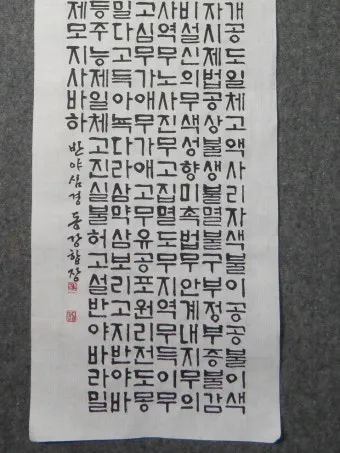 개공도일체고액사리자색불이공공불이색
자시제법공상불생불멸불구부정부증불감
비설신의무색성향미촉법무안계내지무의
사역무노사진무고집멸도무지역무득이무
고심무가애무가애고무유공포원리전도몽
밀다고득아녹다라삼먁삼보리고지반야바
등주능제일체고진실불허고설반야바라밀
제모지사바하 반야심경 동강합장